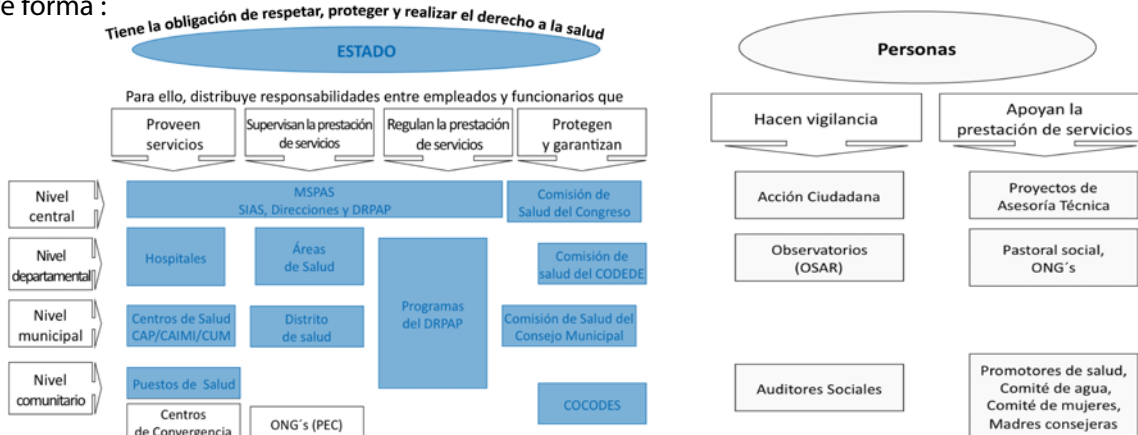 e forma :
Tiene la obligación de respetar, proteger y realizar el derecho a la salud
ESTADO
Para ello, distribuye responsabilidades entre empleados y funcionarios que
Proveen
servicios
Supervisan la prestación
de servicios
Regulan la prestación
de servicios
Protegen
y garantizan
Nivel
central
MSPAS
SIAS, Direcciones y DRPAP
Comisión de
Salud del Congreso
Nivel
departamental
Hospitales
Áreas
de Salud
Programas
del DRPAP
Comisión de
salud del CODEDE
Nivel
municipal
Centros de Salud
CAP/CAIMI/CUM
Distrito
de salud
Comisión de Salud del
Consejo Municipal
Nivel
comunitario
Puestos de Salud
Centros
de Convergencia
ONG´s (PEC)
COCODES
Personas
Hacen vigilancia
Apoyan la
prestación de servicios
Acción Ciudadana
Proyectos de
Asesoría Técnica
Observatorios
(OSAR)
Pastoral social,
ONG´s
Auditores Sociales
Promotores de salud,
Comité de agua,
Comité de mujeres,
Madres consejeras